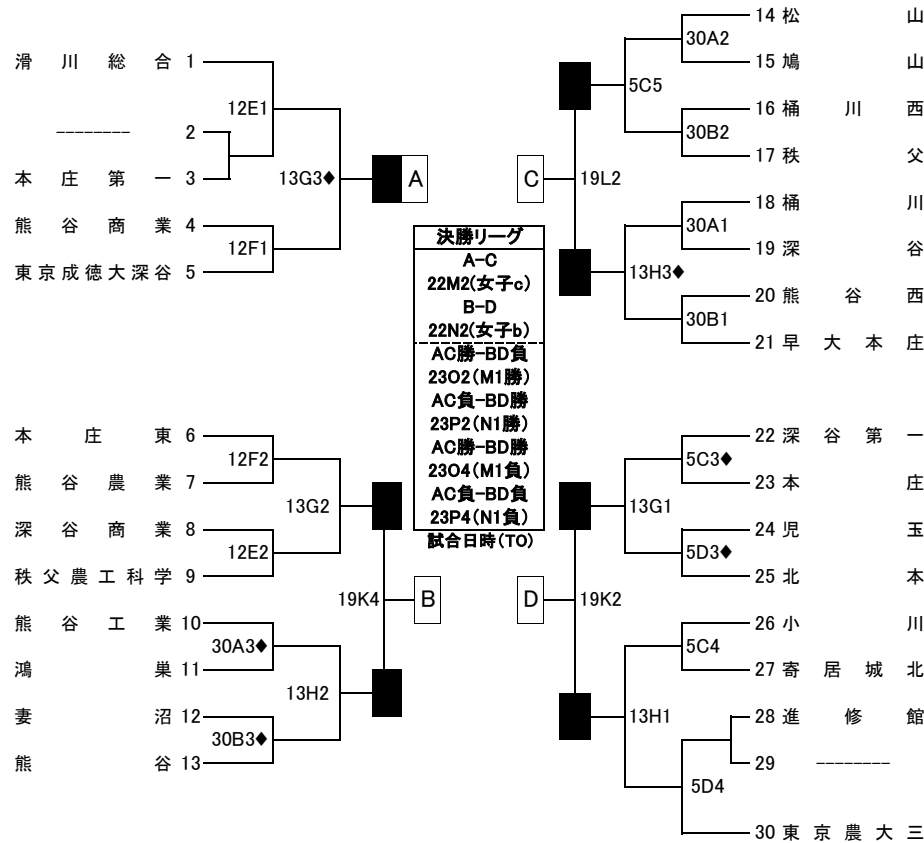 滑川総合 1
12E1
-------- 2
本庄第一 3
13G3♦
A
熊谷商業 4
12F1
東京成徳大深谷 5
本庄東 6
12F2
熊谷農業 7
13G2
深谷商業 8
12E2
秩父農工科学 9
19K4
B
熊谷工業 10
30A3♦
鴻巣 11
13H2
妻沼 12
30B3♦
熊谷 13
決勝リーグ
A-C
22M2(女子c)
B-D
22N2(女子b)
AC勝-BD負
23O2(M1勝)
AC負-BD勝
23P2(N1勝)
AC勝-BD勝
23O4(M1負)
AC負-BD負
23P4(N1負)
試合日時(TO)
14 松山
30A2
15 鳩山
5C5
16 桶川西
30B2
17 秩父
C
19L2
18 桶川
30A1
19 深谷
13H3♦
20 熊谷西
30B1
21 早大本庄
22 深谷第一
5C3♦
23 本庄
13G1
24 児玉
5D3♦
25 北本
D
19K2
26 小川
5C4
27 寄居城北
13H1
28 進修館
29 --------
5D4
30 東京農大三